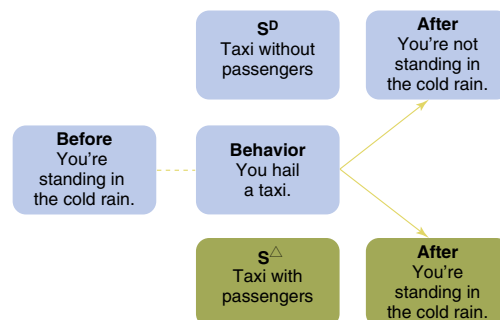 S^D
Taxi without
passengers
After
You're not
standing in
the cold rain.
Before
You're
standing in
the cold rain.
Behavior
You hail
a taxi.
S^△
Taxi with
passengers
After
You're
standing in
the cold rain.